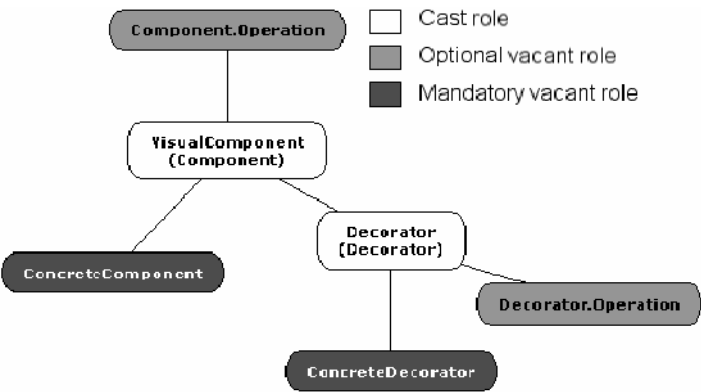 Component.Operation
Cast role
Optional vacant role
Mandatory vacant role
VisualComponent
(Component)
Decorator
(Decorator)
ConcreteComponent
Decorator.Operation
ConcreteDecorator